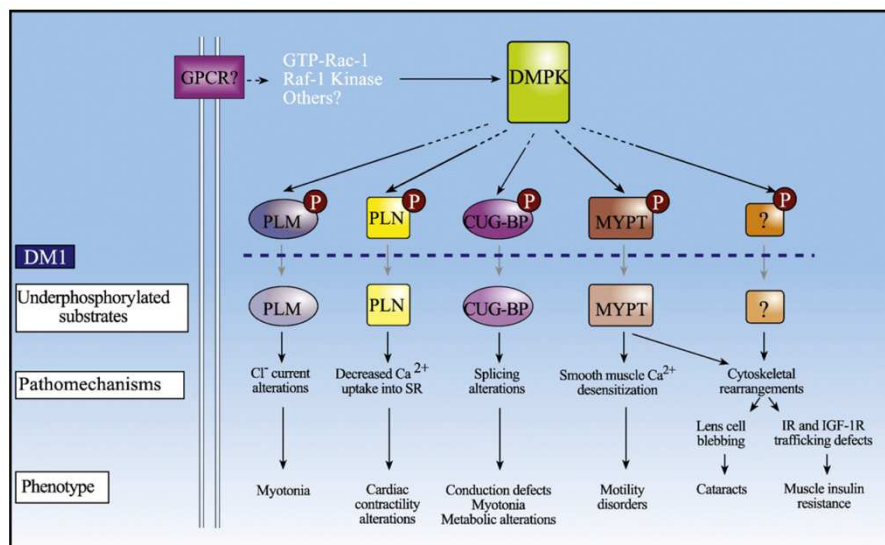 GPCR?
GTP-Rac-1
Raf-1 Kinase
Others?
DMPK
P
P
P
P
P
PLM
PLN
CUG-BP
MYPT
?
DM1
Underphosphorylated
substrates
PLM
PLN
CUG-BP
MYPT
?
Pathomechanisms
Cl⁻ current
alterations
Decreased Ca 2+
uptake into SR
Splicing
alterations
Smooth muscle Ca2+
desensitization
Cytoskeletal
rearrangements
Lens cell
blebbing
IR and IGF-1R
trafficking defects
Phenotype
Myotonia
Cardiac
contractility
alterations
Conduction defects
Myotonia
Metabolic alterations
Motility
disorders
Cataracts
Muscle insulin
resistance